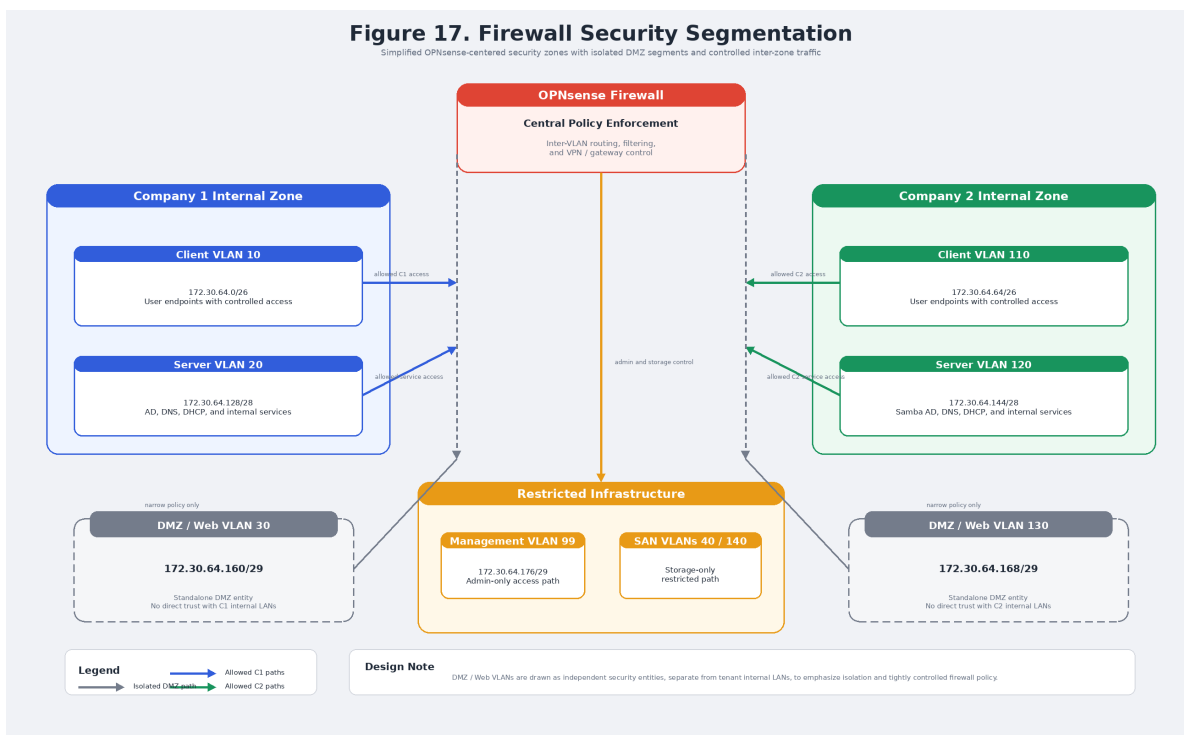 Figure 17. Firewall Security Segmentation
Simplified OPNsense-centered security zones with isolated DMZ segments and controlled inter-zone traffic
OPNsense Firewall
Central Policy Enforcement
Inter-VLAN routing, filtering,
and VPN / gateway control
Company 1 Internal Zone
Client VLAN 10
172.30.64.0/26
User endpoints with controlled access
Server VLAN 20
172.30.64.128/28
AD, DNS, DHCP, and internal services
allowed C1 access
allowed service access
admin and storage control
allowed C2 access
allowed C2 service access
Company 2 Internal Zone
Client VLAN 110
172.30.64.64/26
User endpoints with controlled access
Server VLAN 120
172.30.64.144/28
Samba AD, DNS, DHCP, and internal services
narrow policy only
DMZ / Web VLAN 30
172.30.64.160/29
Standalone DMZ entity
No direct trust with C1 internal LANs
Restricted Infrastructure
Management VLAN 99
172.30.64.176/29
Admin-only access path
SAN VLANs 40 / 140
Storage-only
restricted path
narrow policy only
DMZ / Web VLAN 130
172.30.64.168/29
Standalone DMZ entity
No direct trust with C2 internal LANs
Legend
Allowed C1 paths
Isolated DMZ path
Allowed C2 paths
Design Note
DMZ / Web VLANs are drawn as independent security entities, separate from tenant internal LANs, to emphasize isolation and tightly controlled firewall policy.